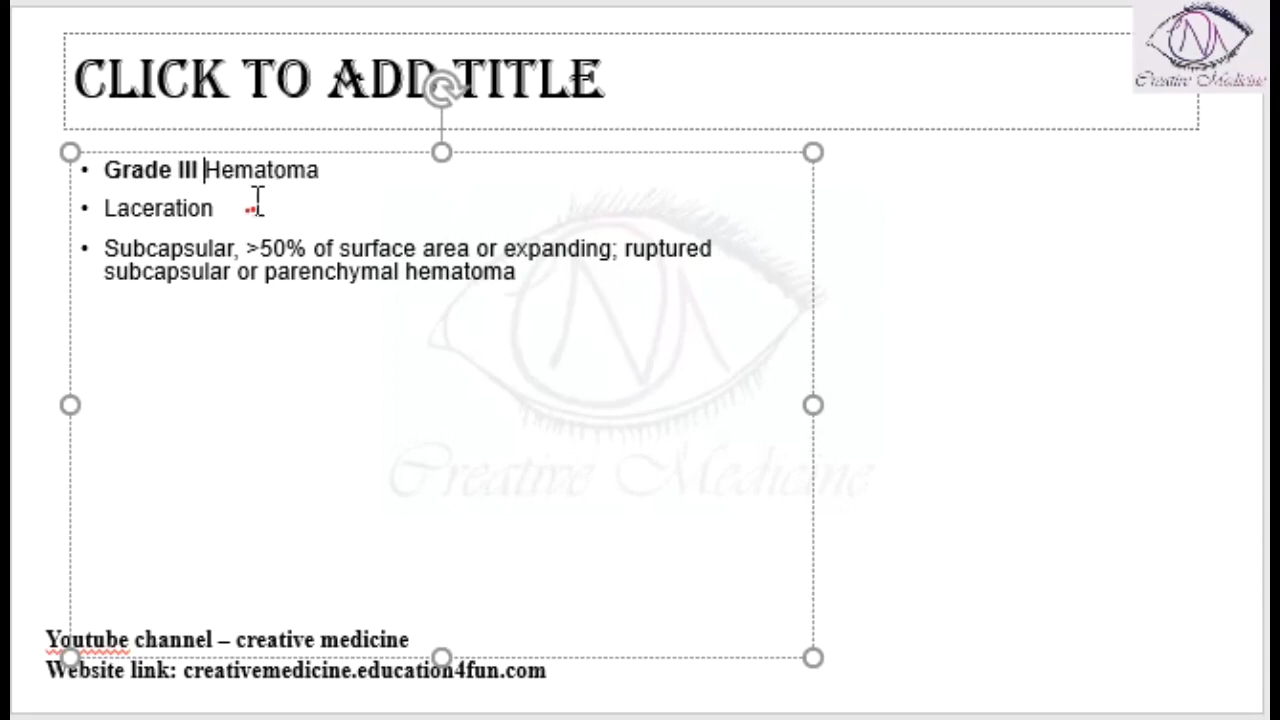 Creative Medicine
CLICK TO ADD TITLE
• Grade III Hematoma
• Laceration
• Subcapsular, >50% of surface area or expanding; ruptured
subcapsular or parenchymal hematoma
Creative Medicine
Youtube channel – creative medicine
Website link: creativemedicine.education4fun.com